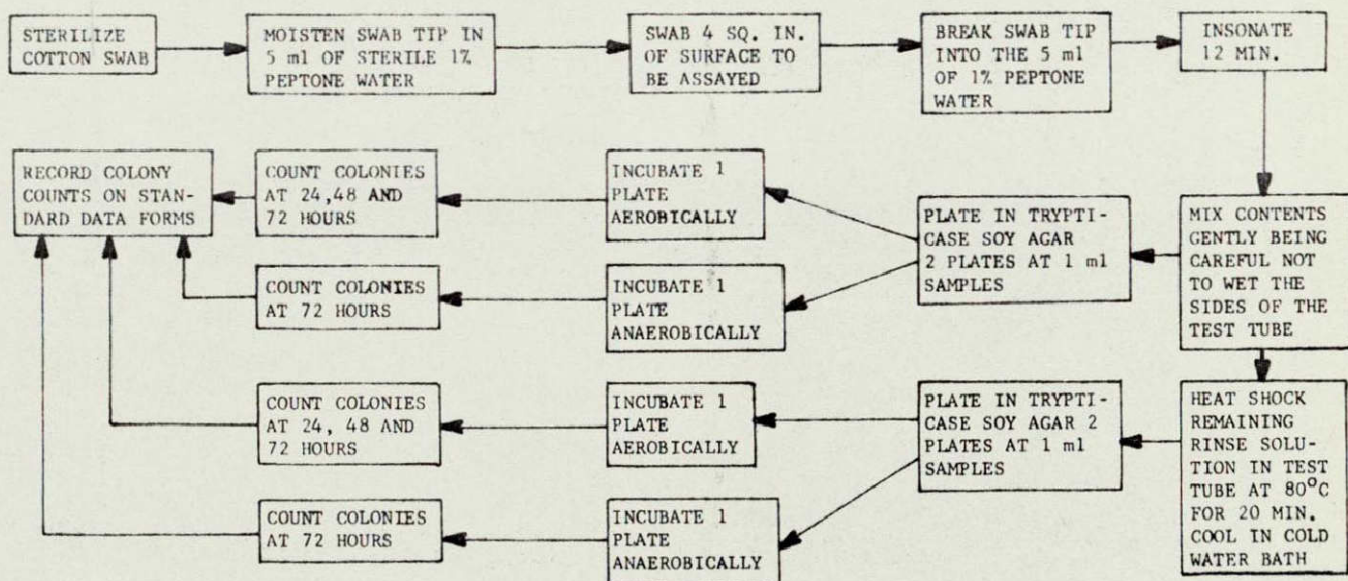 STERILIZE
COTTON SWAB
MOISTEN SWAB TIP IN
5 ml OF STERILE 1%
PEPTONE WATER
SWAB 4 SQ. IN.
OF SURFACE TO
BE ASSAYED
BREAK SWAB TIP
INTO THE 5 ml
OF 1% PEPTONE
WATER
INSONATE
12 MIN.
RECORD COLONY
COUNTS ON STAN-
DARD DATA FORMS
COUNT COLONIES
AT 24,48 AND
72 HOURS
INCUBATE 1
PLATE
AEROBICALLY
PLATE IN TRYPTI-
CASE SOY AGAR
2 PLATES AT 1 ml
SAMPLES
MIX CONTENTS
GENTLY BEING
CAREFUL NOT
TO WET THE
SIDES OF THE
TEST TUBE
COUNT COLONIES
AT 72 HOURS
INCUBATE 1
PLATE
ANAEROBICALLY
COUNT COLONIES
AT 24, 48 AND
72 HOURS
INCUBATE 1
PLATE
AEROBICALLY
PLATE IN TRYPTI-
CASE SOY AGAR 2
PLATES AT 1 ml
SAMPLES
HEAT SHOCK
REMAINING
RINSE SOLU-
TION IN TEST
TUBE AT 80°C
FOR 20 MIN.
COOL IN COLD
WATER BATH
COUNT COLONIES
AT 72 HOURS
INCUBATE 1
PLATE
ANAEROBICALLY